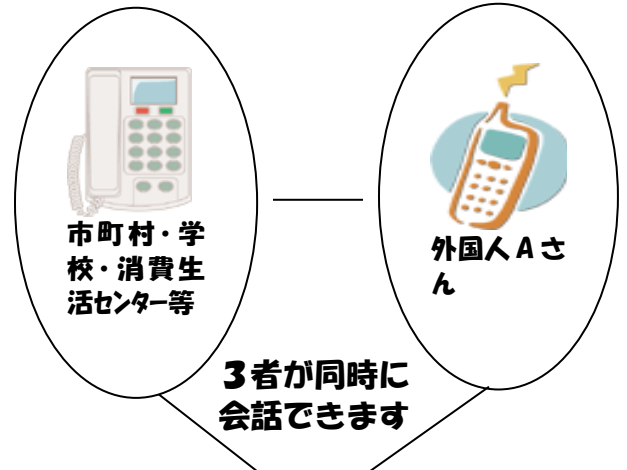 市町村・学
校・消費生
活ｾﾝﾀｰ等
外国人Ａさ
ん
３者が同時に
会話できます